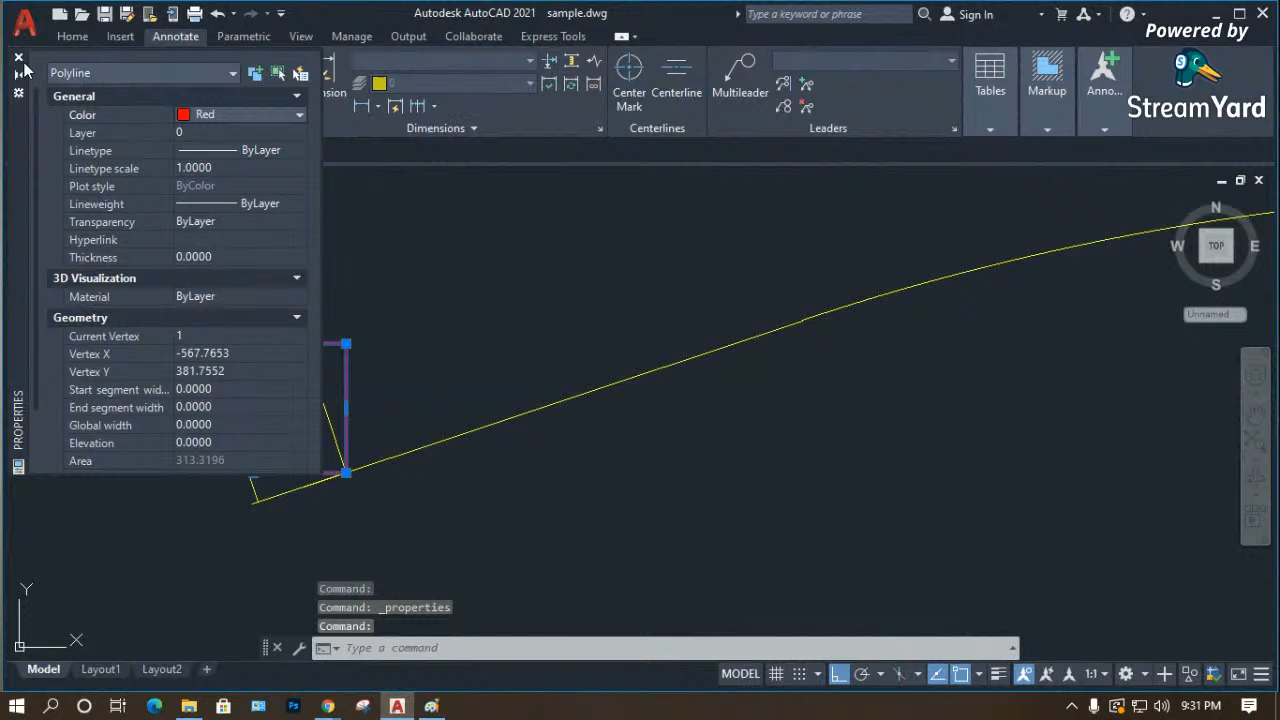 Autodesk AutoCAD 2021 sample.dwg
Type a keyword or phrase
Sign In
Home Insert Annotate Parametric View Manage Output Collaborate Express Tools
Powered by
StreamYard
Polyline
General
Color Red
Layer 0
Linetype ByLayer
Linetype scale 1.0000
Plot style ByColor
Lineweight ByLayer
Transparency ByLayer
Hyperlink
Thickness 0.0000
3D Visualization
Material ByLayer
Geometry
Current Vertex 1
Vertex X -567.7653
Vertex Y 381.7552
Start segment wid... 0.0000
End segment width 0.0000
Global width 0.0000
Elevation 0.0000
Area 313.3196
PROPERTIES
nsion
0
Dimensions
Center
Mark
Centerline
Centerlines
Multileader
Leaders
Tables
Markup
Anno...
N
W TOP E
S
Unnamed
Command:
Command: _properties
Command:
Type a command
Y
X
Model Layout1 Layout2 +
MODEL
1:1
9:31 PM